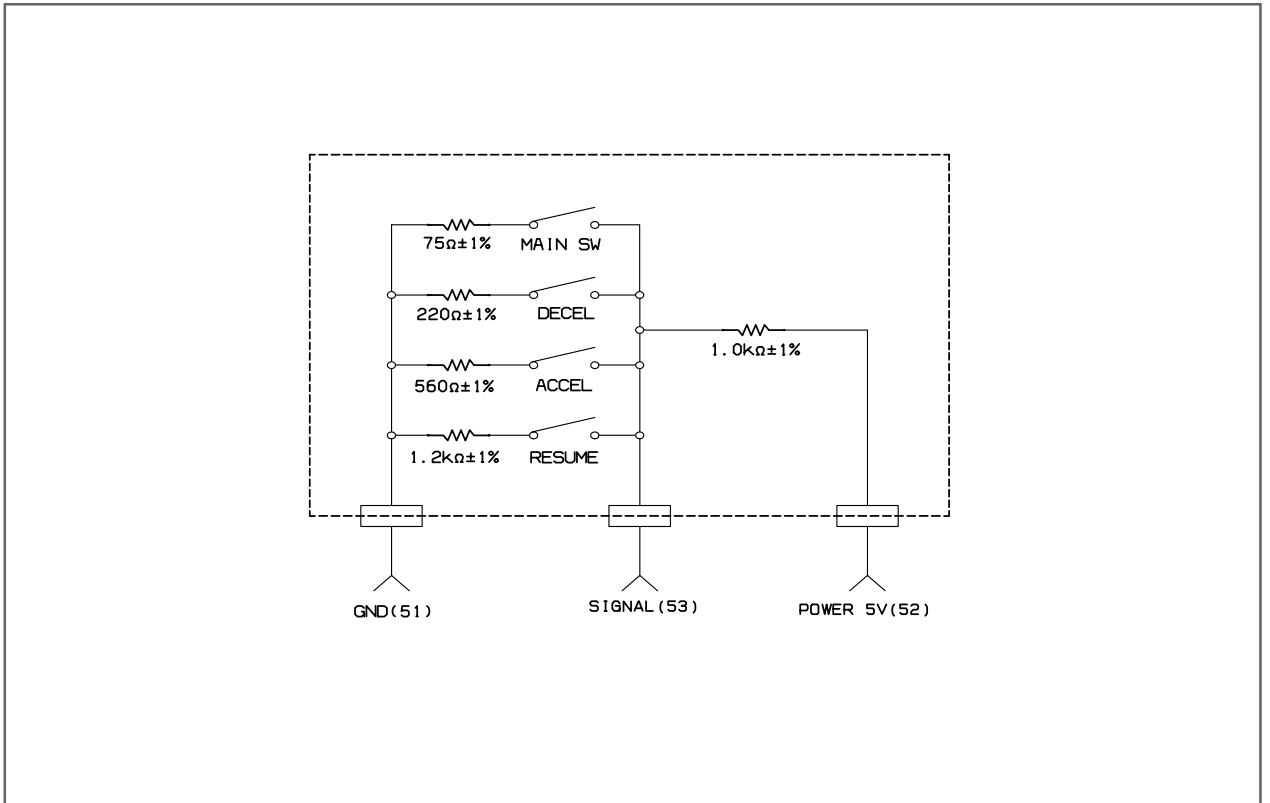 75Ω±1% MAIN SW
220Ω±1% DECEL
1.0kΩ±1%
560Ω±1% ACCEL
1.2kΩ±1% RESUME
GND(51) SIGNAL(53) POWER 5V(52)